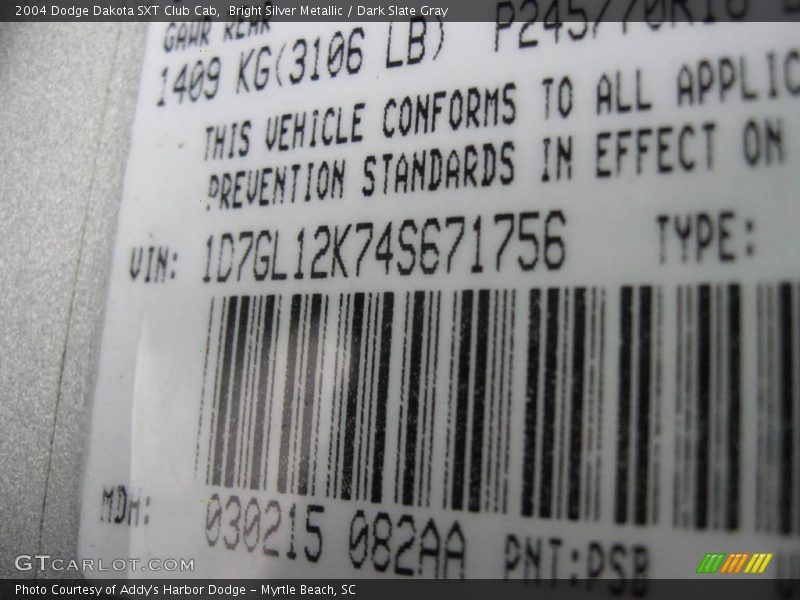 2004 Dodge Dakota SXT Club Cab, Bright Silver Metallic / Dark Slate Gray
GAWR REAR
1409 KG(3106 LB) P245/70R16
THIS VEHICLE CONFORMS TO ALL APPLIC
PREVENTION STANDARDS IN EFFECT ON
VIN: 1D7GL12K74S671756 TYPE:
MDH: 030215 082AA PNT:PSB
GTCARLOT.COM
Photo Courtesy of Addy's Harbor Dodge – Myrtle Beach, SC